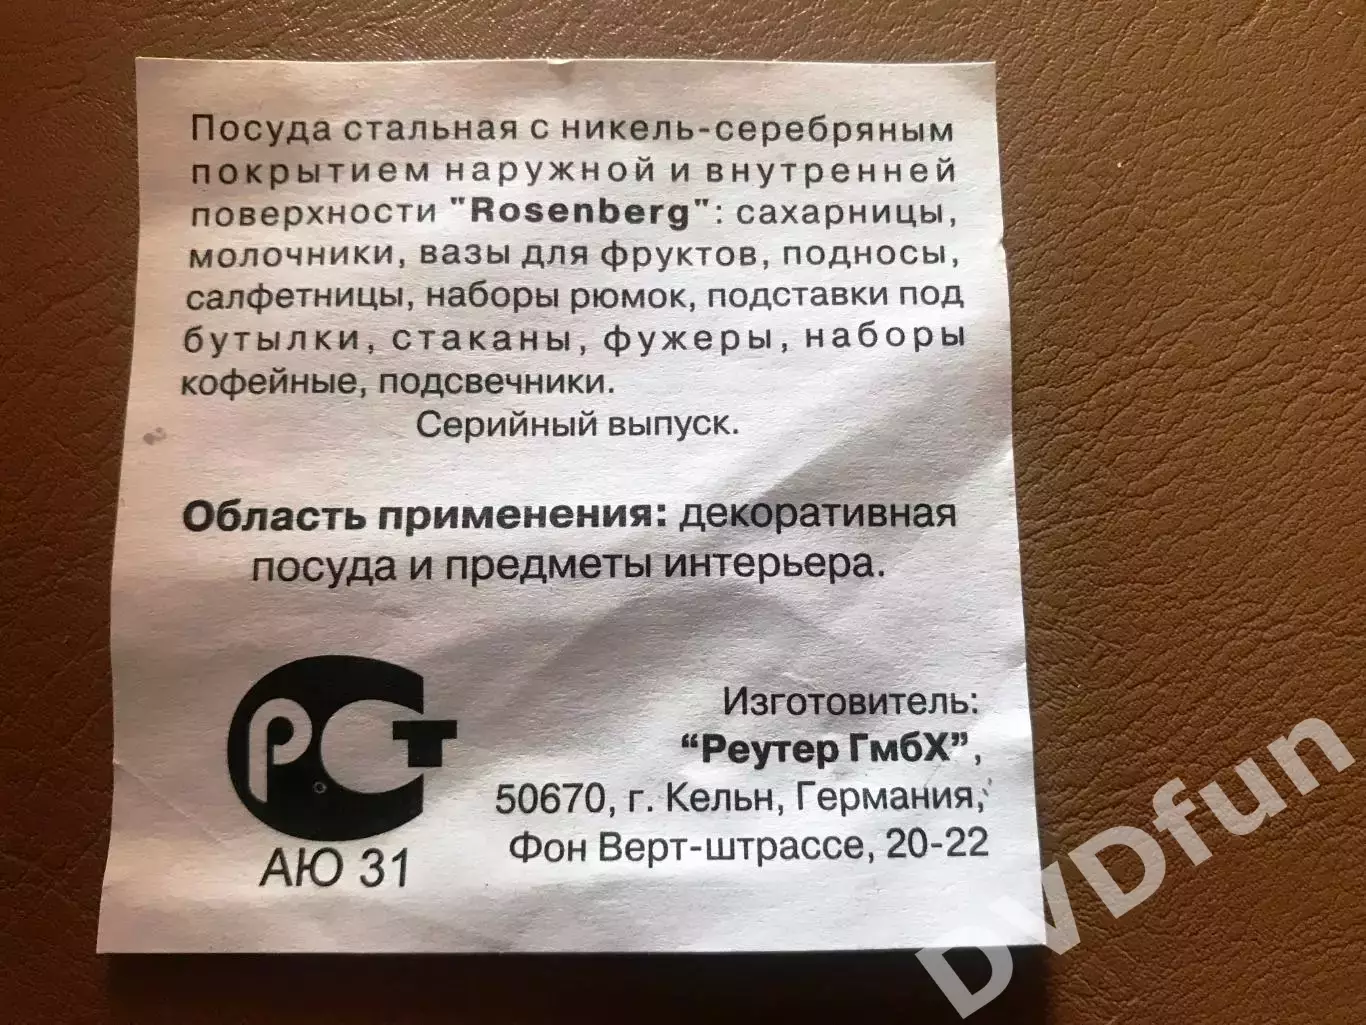 Посуда стальная с никель-серебряным
покрытием наружной и внутренней
поверхности "Rosenberg": сахарницы,
молочники, вазы для фруктов, подносы,
салфетницы, наборы рюмок, подставки под
бутылки, стаканы, фужеры, наборы
кофейные, подсвечники.
Серийный выпуск.
Область применения: декоративная
посуда и предметы интерьера.
РСТ
АЮ 31
Изготовитель:
“Реутер ГмбХ”,
50670, г. Кельн, Германия,
Фон Верт-штрассе, 20-22
DVDfun